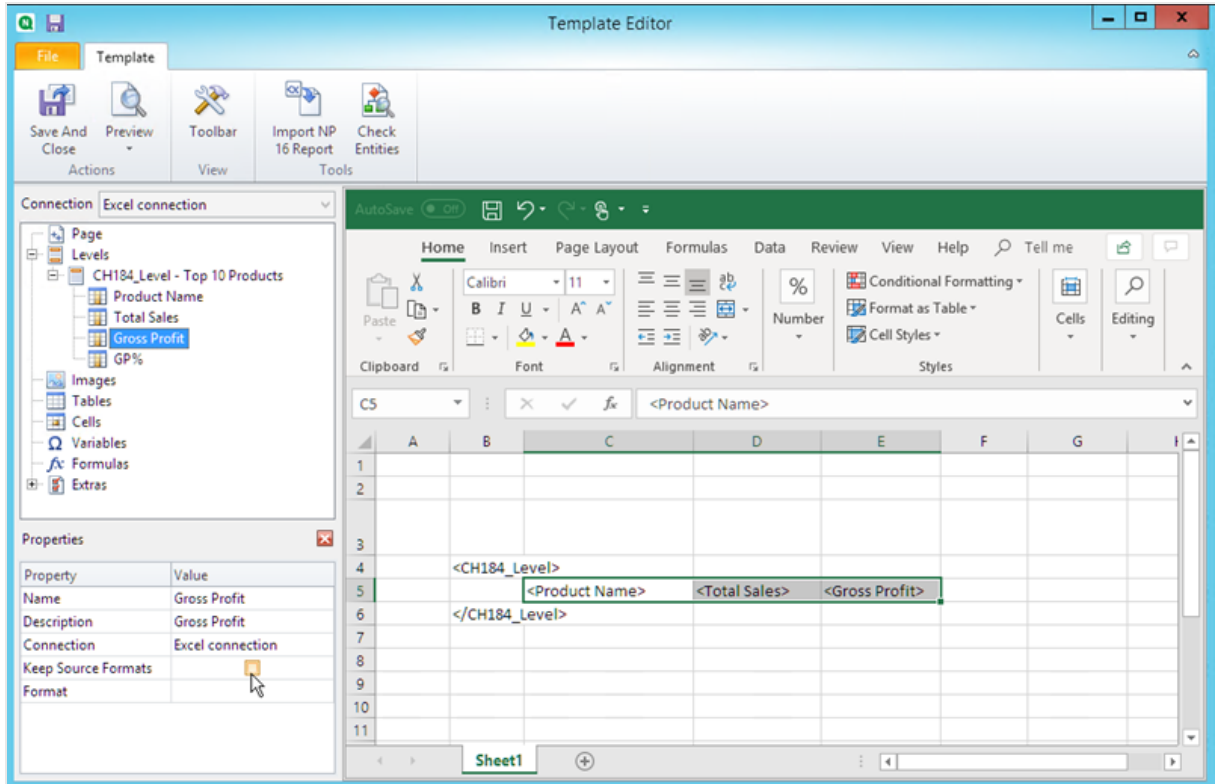 Template Editor
File Template
Save And Close
Preview
Toolbar
Import NP 16 Report
Check Entities
Actions View Tools
Connection Excel connection
Page
Levels
CH184_Level - Top 10 Products
Product Name
Total Sales
Gross Profit
GP%
Images
Tables
Cells
Variables
Formulas
Extras
Properties
Property Value
Name Gross Profit
Description Gross Profit
Connection Excel connection
Keep Source Formats
Format
AutoSave Off
Home Insert Page Layout Formulas Data Review View Help Tell me
Paste
Calibri 11
B I U A A A
ab
%
Number
Conditional Formatting
Format as Table
Cell Styles
Cells
Editing
Clipboard Font Alignment Styles
C5 fx <Product Name>
A B C D E F G
1
2
3
4 <CH184_Level>
5 <Product Name> <Total Sales> <Gross Profit>
6 </CH184_Level>
7
8
9
10
11
Sheet1